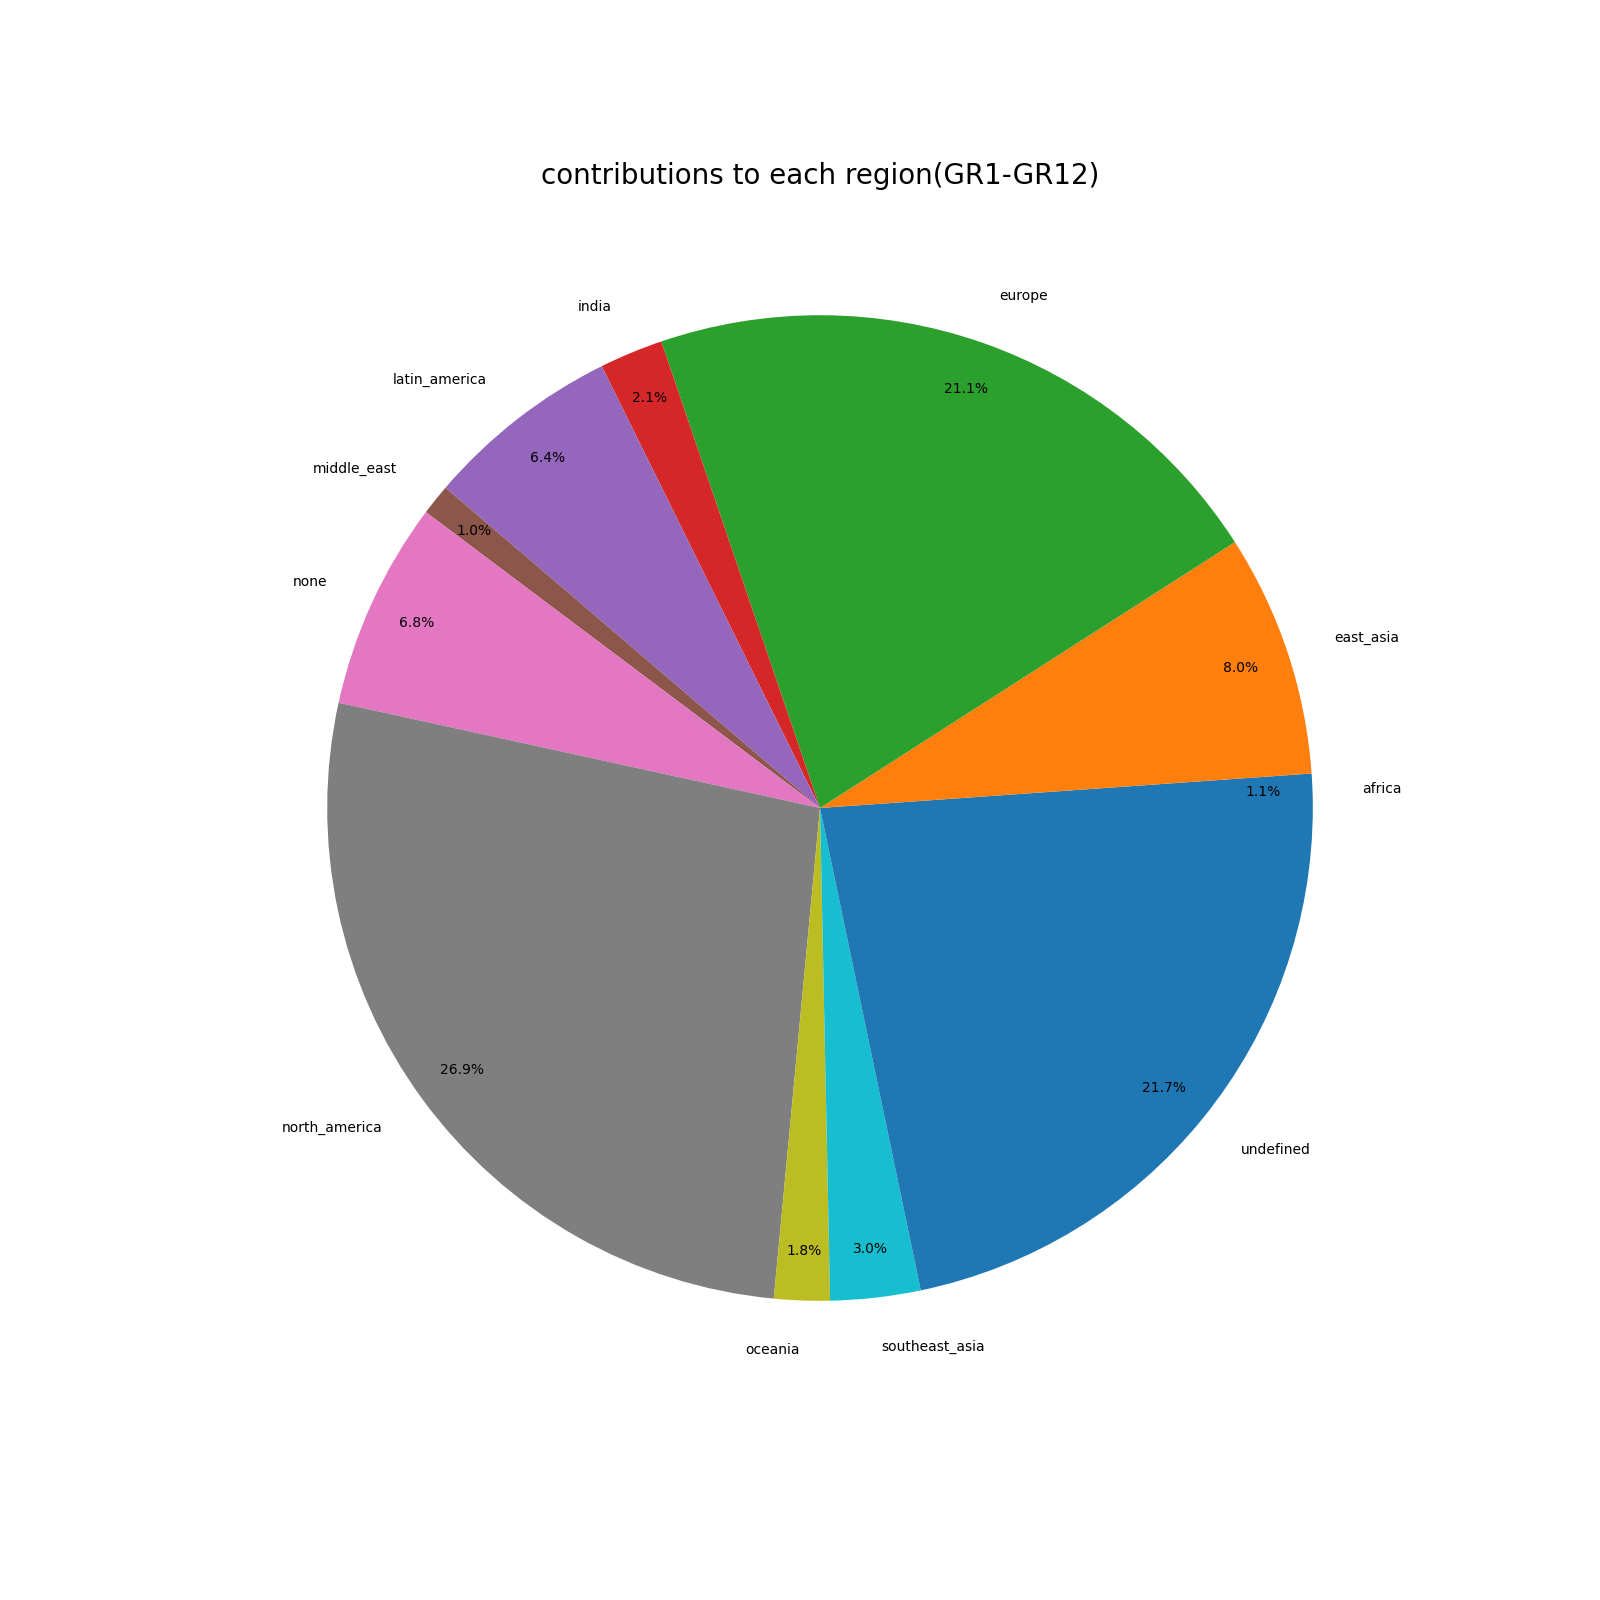 contributions to each region(GR1-GR12)
europe
india
21.1%
latin_america
2.1%
6.4%
middle_east
1.0%
none
6.8%
east_asia
8.0%
africa
1.1%
26.9%
north_america
21.7%
undefined
1.8%
3.0%
oceania
southeast_asia